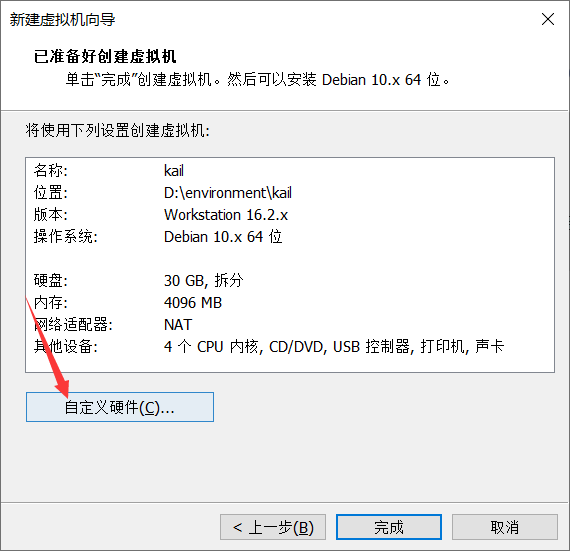 新建虚拟机向导
已准备好创建虚拟机
单击“完成”创建虚拟机。然后可以安装 Debian 10.x 64 位。
将使用下列设置创建虚拟机:
名称: kail
位置: D:\environment\kail
版本: Workstation 16.2.x
操作系统: Debian 10.x 64 位
硬盘: 30 GB, 拆分
内存: 4096 MB
网络适配器: NAT
其他设备: 4 个 CPU 内核, CD/DVD, USB 控制器, 打印机, 声卡
自定义硬件(C)...
< 上一步(B) 完成 取消